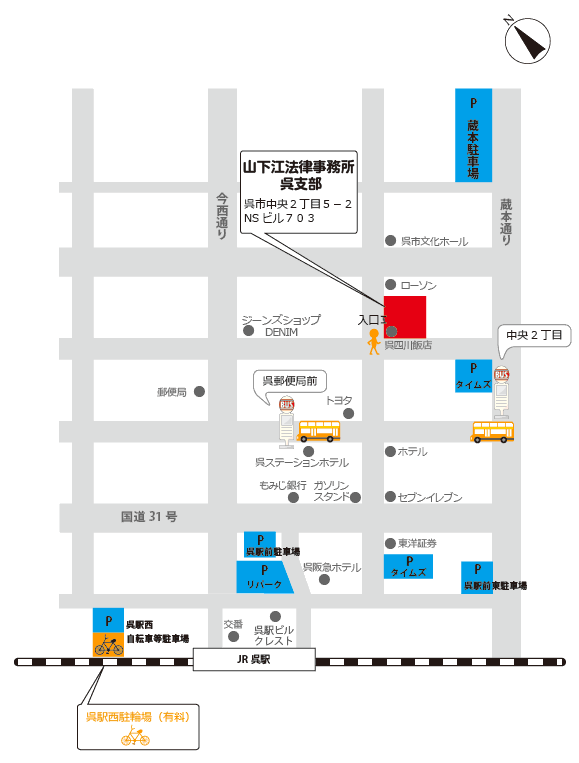 N
P
蔵本駐車場
山下江法律事務所
呉支部
呉市中央２丁目５－２
NSビル７０３
今西通り
蔵本通り
呉市文化ホール
ローソン
ジーンズショップ
DENIM
入口
呉四川飯店
中央２丁目
P
タイムズ
BUS
呉郵便局前
BUS
郵便局
トヨタ
ホテル
呉ステーションホテル
もみじ銀行
ガソリン
スタンド
セブンイレブン
国道31号
P
呉駅前駐車場
東洋証券
P
リパーク
呉阪急ホテル
P
タイムズ
P
呉駅前東駐車場
P
呉駅西
自転車等駐車場
交番
呉駅ビル
クレスト
JR 呉駅
呉駅西駐輪場（有料）